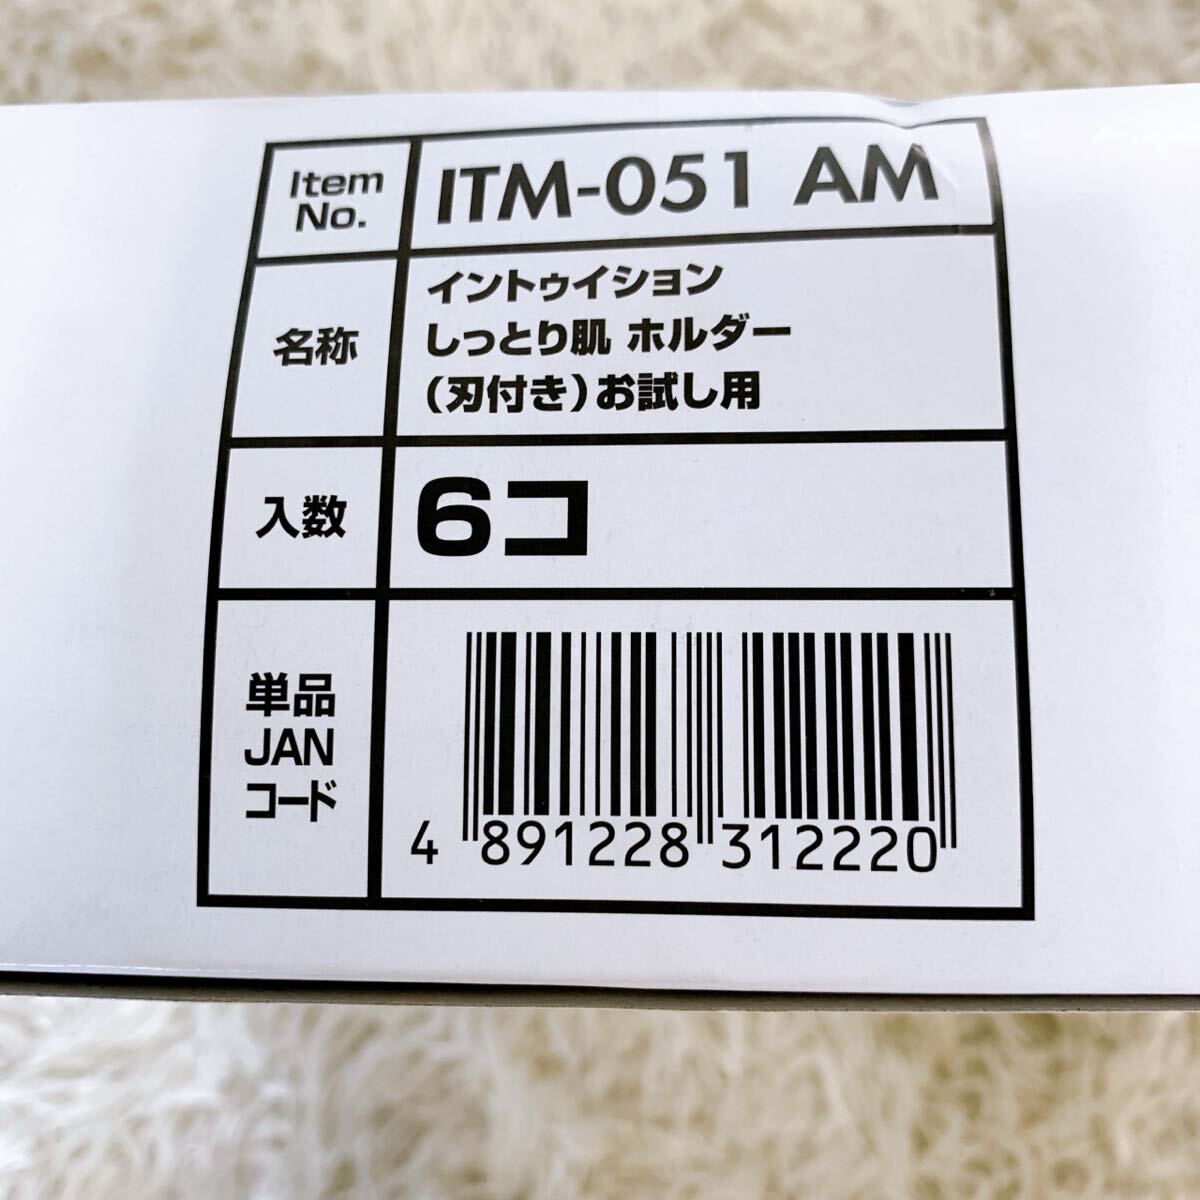 Item
No.
ITM-051 AM
名称
イントゥイション
しっとり肌 ホルダー
（刃付き）お試し用
入数
6コ
単品
JAN
コード
4 891228 312220